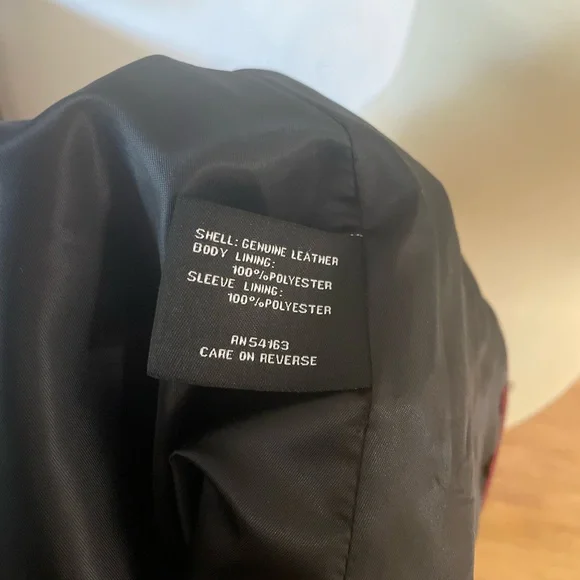 SHELL: GENUINE LEATHER
BODY LINING:
100%POLYESTER
SLEEVE LINING:
100%POLYESTER
RN54163
CARE ON REVERSE